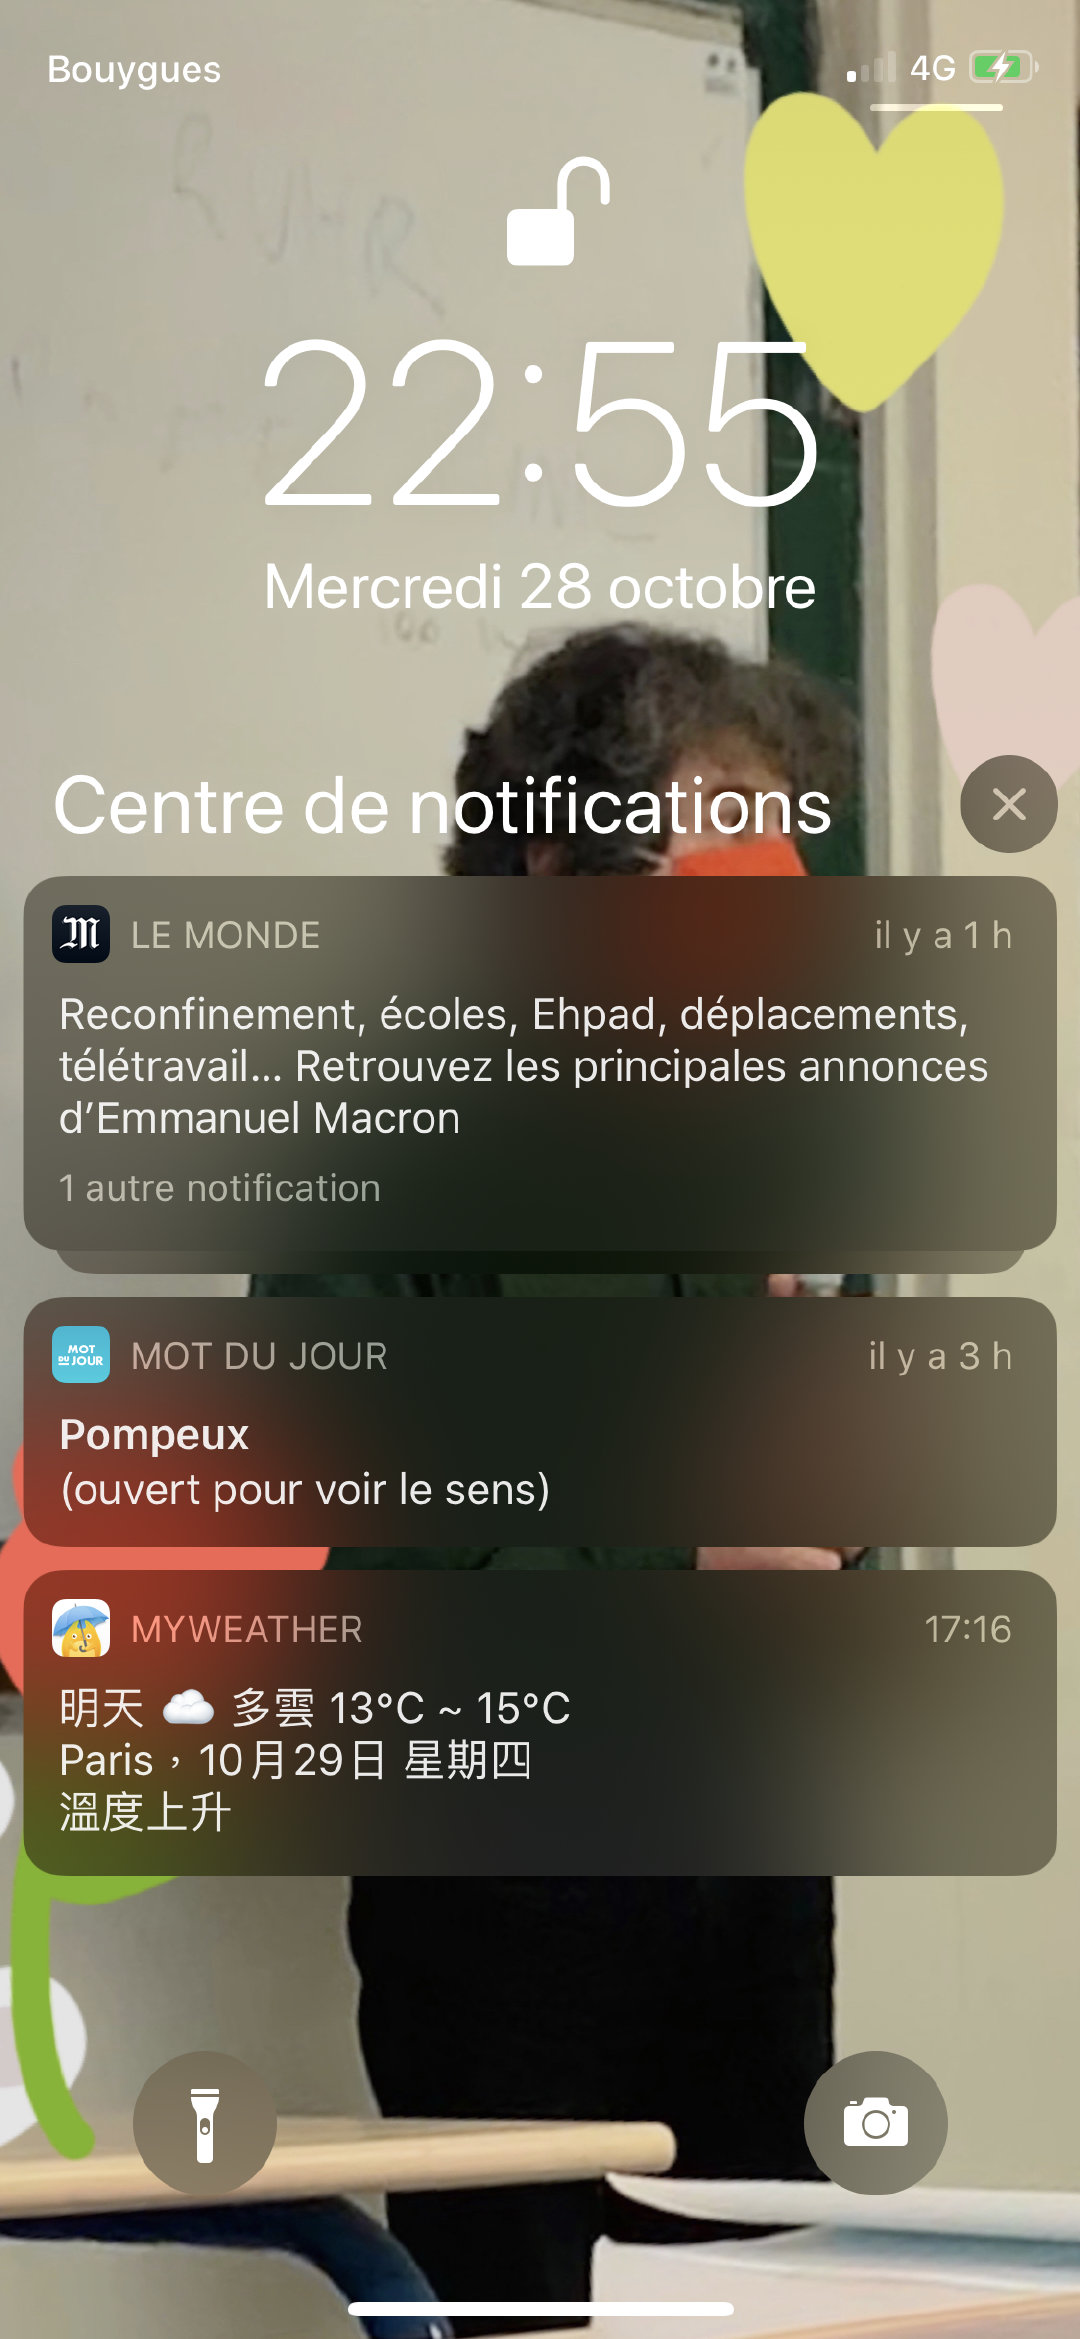 Bouygues
4G
22:55
Mercredi 28 octobre
Centre de notifications
LE MONDE
il y a 1 h
Reconfinement, écoles, Ehpad, déplacements,
télétravail... Retrouvez les principales annonces
d’Emmanuel Macron
1 autre notification
MOT DU JOUR
MOT DU JOUR
il y a 3 h
Pompeux
(ouvert pour voir le sens)
MYWEATHER
17:16
明天 ☁️ 多雲 13°C ~ 15°C
Paris，10月29日 星期四
溫度上升